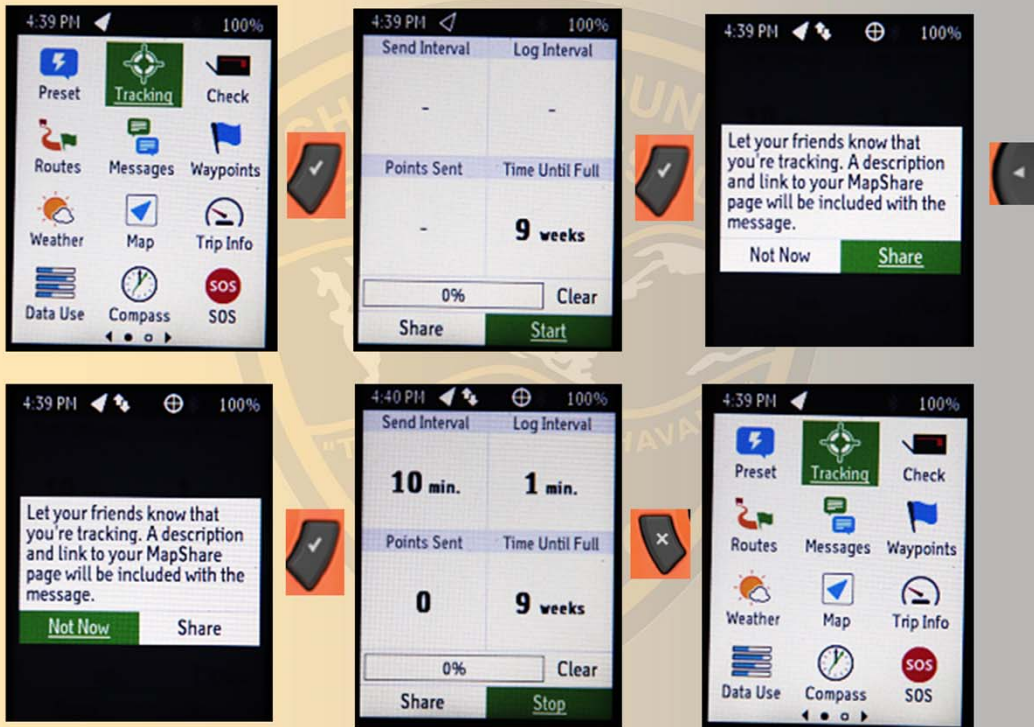 4:39 PM 100%
Preset Tracking Check
Routes Messages Waypoints
Weather Map Trip Info
SOS
Data Use Compass SOS
4:39 PM 100%
Send Interval Log Interval
- -
Points Sent Time Until Full
- 9 weeks
0% Clear
Share Start
4:39 PM 100%
Let your friends know that
you're tracking. A description
and link to your MapShare
page will be included with the
message.
Not Now Share
4:39 PM 100%
Let your friends know that
you're tracking. A description
and link to your MapShare
page will be included with the
message.
Not Now Share
4:40 PM 100%
Send Interval Log Interval
10 min. 1 min.
Points Sent Time Until Full
0 9 weeks
0% Clear
Share Stop
4:39 PM 100%
Preset Tracking Check
Routes Messages Waypoints
Weather Map Trip Info
SOS
Data Use Compass SOS